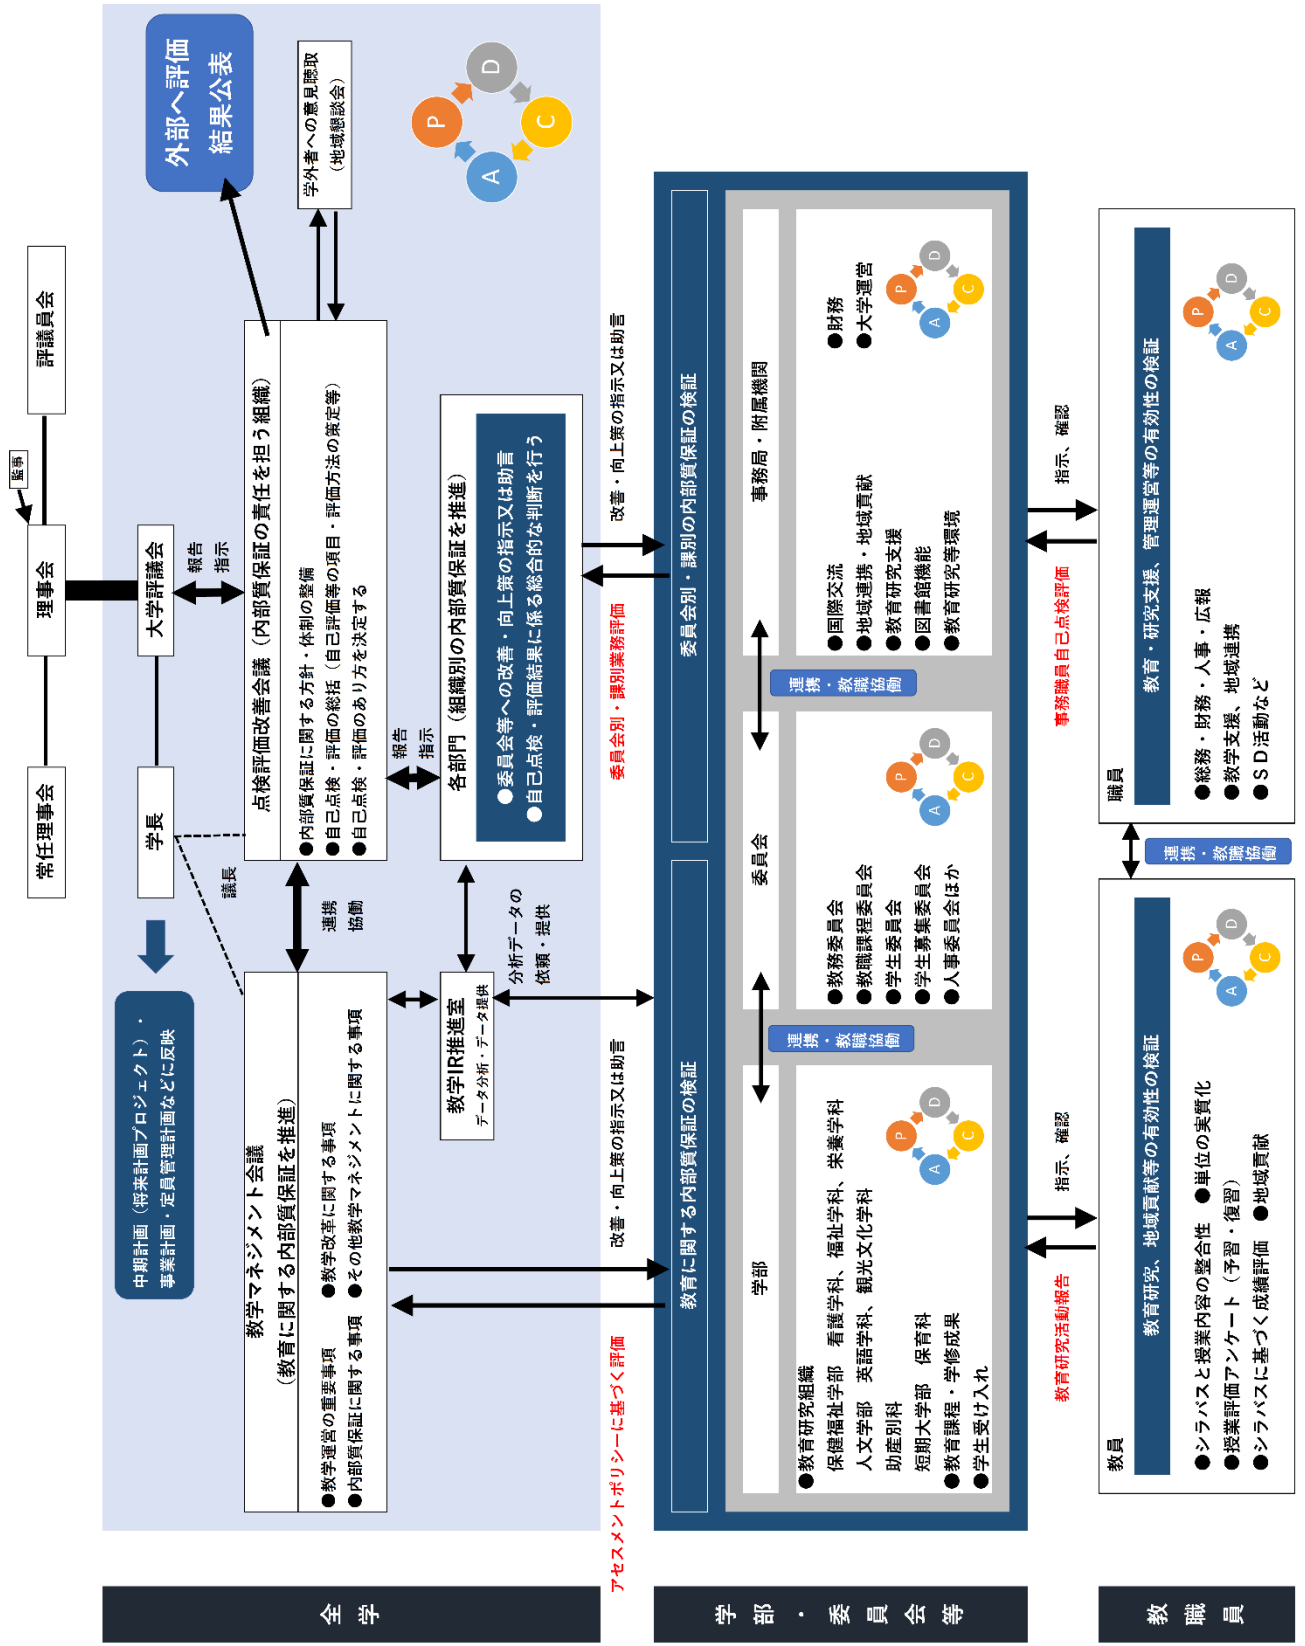 常任理事会
理事会
監事
評議員会
学長
大学評議会
中期計画（将来計画プロジェクト）・
事業計画・定員管理計画などに反映
議長
報告
指示
外部へ評価
結果公表
全学
教学マネジメント会議
（教育に関する内部質保証を推進）
●教学運営の重要事項　●教学改革に関する事項
●内部質保証に関する事項　●その他教学マネジメントに関する事項
連携
協働
点検評価改善会議（内部質保証の責任を担う組織）
●内部質保証に関する方針・体制の整備
●自己点検・評価の総括（自己評価等の項目・評価方法の策定等）
●自己点検・評価のあり方を決定する
学外者への意見聴取
（地域懇談会）
報告
指示
教学IR推進室
データ分析・データ提供
各部門（組織別の内部質保証を推進）
●委員会等への改善・向上策の指示又は助言
●自己点検・評価結果に係る総合的な判断を行う
P
D
C
A
分析データの
依頼・提供
アセスメントポリシーに基づく評価
改善・向上策の指示又は助言
委員会別・課別業務評価
改善・向上策の指示又は助言
学部・委員会等
教育に関する内部質保証の検証
委員会別・課別の内部質保証の検証
学部
委員会
事務局・附属機関
連携・教職協働
連携・教職協働
●教育研究組織
保健福祉学部　看護学科、福祉学科、栄養学科
人文学部　英語学科、観光文化学科
助産別科
短期大学部　保育科
●教育課程・学修成果
●学生受け入れ
P
D
C
A
●教務委員会
●教職課程委員会
●学生委員会
●学生募集委員会
●人事委員会ほか
P
D
C
A
●国際交流
●地域連携・地域貢献
●教育研究支援
●図書館機能
●教育研究等環境
●財務
●大学運営
P
D
C
A
教育研究活動報告
指示、確認
事務職員自己点検評価
指示、確認
教職員
教員
教育研究、地域貢献等の有効性の検証
●シラバスと授業内容の整合性　●単位の実質化
●授業評価アンケート（予習・復習）
●シラバスに基づく成績評価　●地域貢献
P
D
C
A
連携・教職協働
職員
教育・研究支援、管理運営等の有効性の検証
●総務・財務・人事・広報
●教学支援、地域連携
●ＳＤ活動など
P
D
C
A